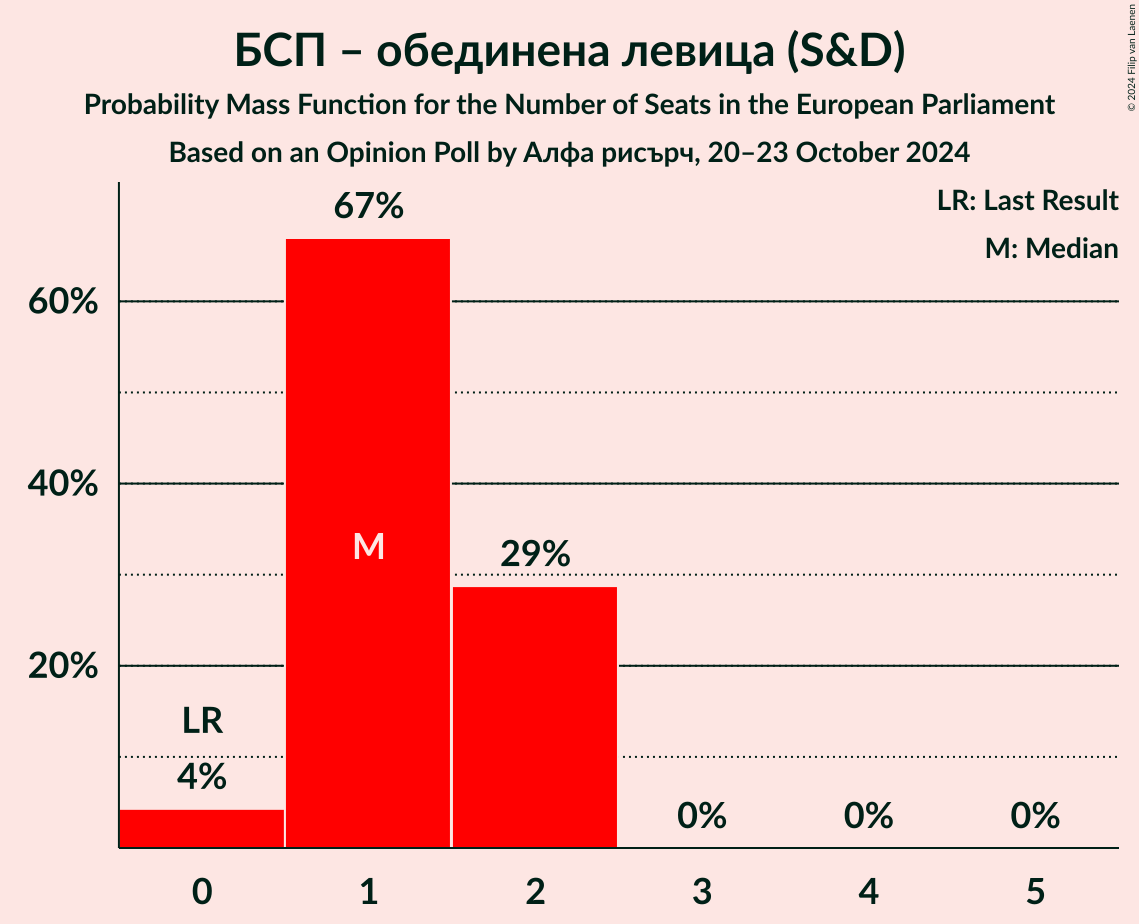 БСП – обединена левица (S&D)
Probability Mass Function for the Number of Seats in the European Parliament
Based on an Opinion Poll by Алфа рисърч, 20–23 October 2024
© 2024 Filip van Laenen
LR: Last Result
M: Median
67%
60%
40%
M
29%
20%
LR
4%
0%
0%
0%
0
1
2
3
4
5